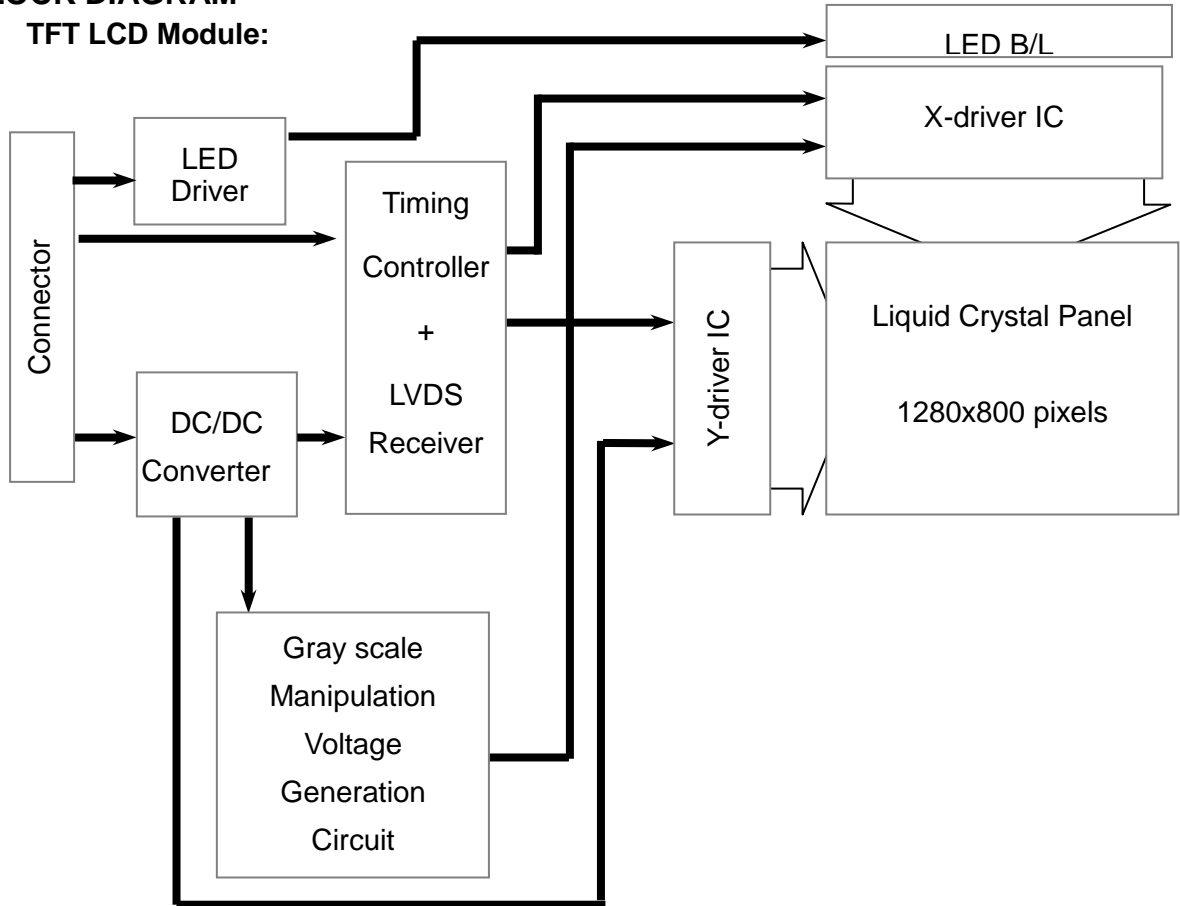 TFT LCD Module:
LED B/L
X-driver IC
LED
Driver
Connector
Timing
Controller
+
LVDS
Receiver
DC/DC
Converter
Y-driver IC
Liquid Crystal Panel
1280x800 pixels
Gray scale
Manipulation
Voltage
Generation
Circuit